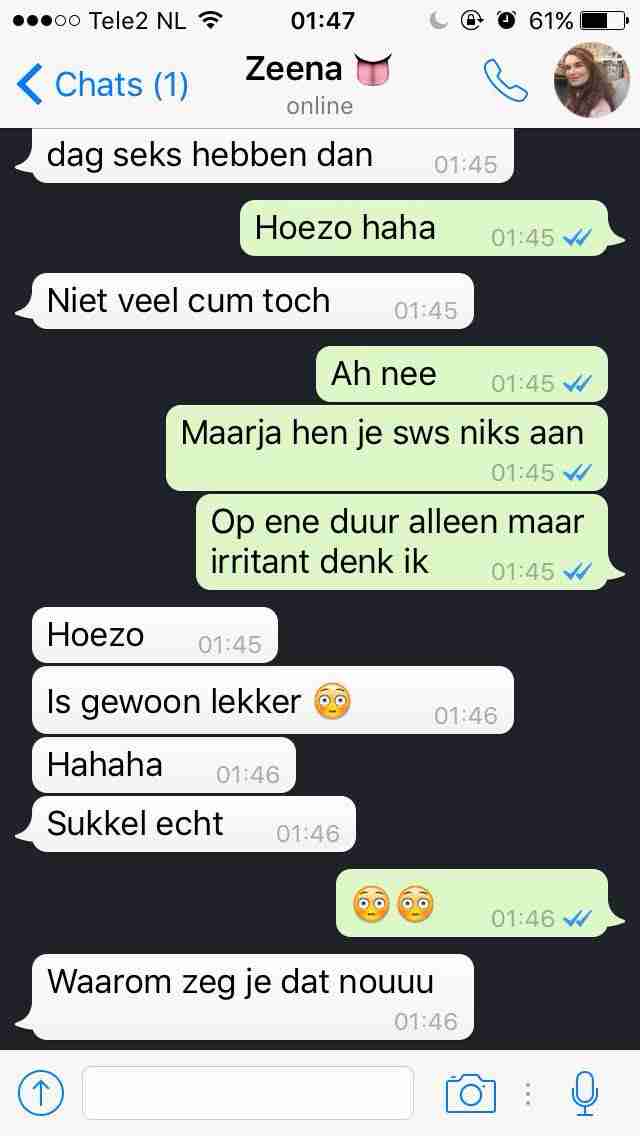 Tele2 NL 01:47 61%
Chats (1) Zeena
online
dag seks hebben dan 01:45
Hoezo haha 01:45
Niet veel cum toch 01:45
Ah nee 01:45
Maarja hen je sws niks aan
01:45
Op ene duur alleen maar
irritant denk ik 01:45
Hoezo 01:45
Is gewoon lekker 😳 01:46
Hahaha 01:46
Sukkel echt 01:46
😳😳 01:46
Waarom zeg je dat nouuu
01:46